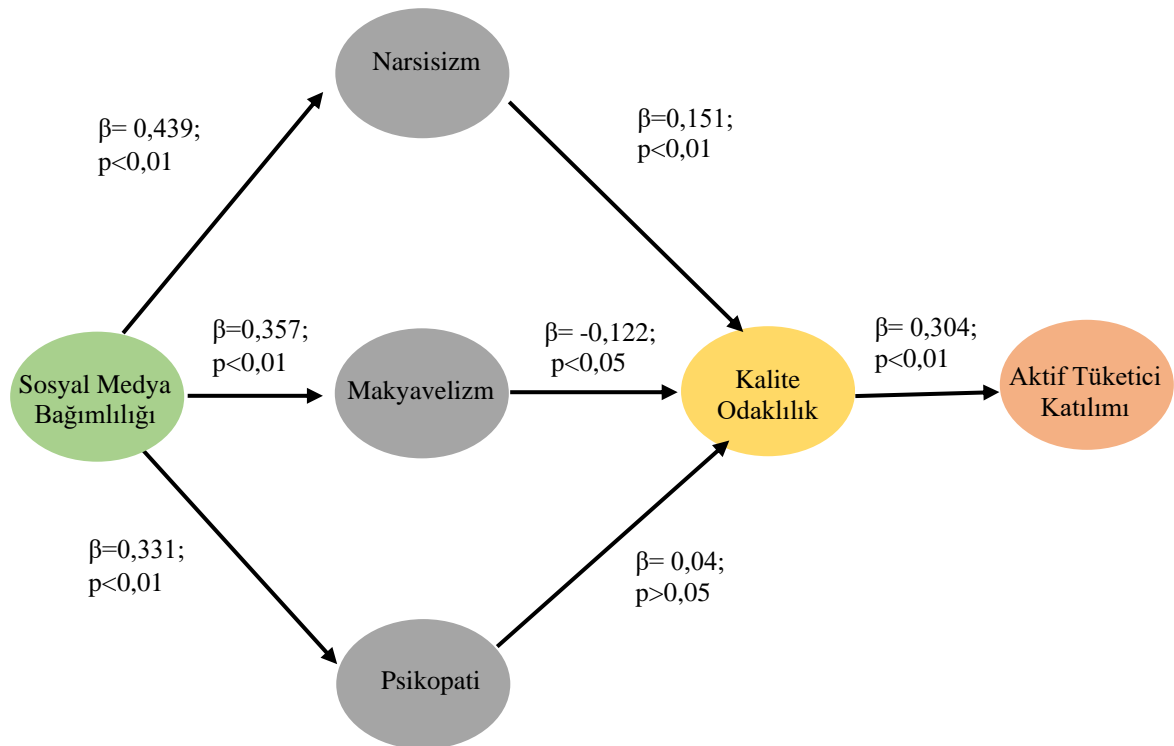 Narsisizm
β= 0,439;
p<0,01
β=0,151;
p<0,01
Sosyal Medya
Bağımlılığı
β=0,357;
p<0,01
Makyavelizm
β= -0,122;
p<0,05
Kalite
Odaklılık
β= 0,304;
p<0,01
Aktif Tüketici
Katılımı
β=0,331;
p<0,01
β= 0,04;
p>0,05
Psikopati